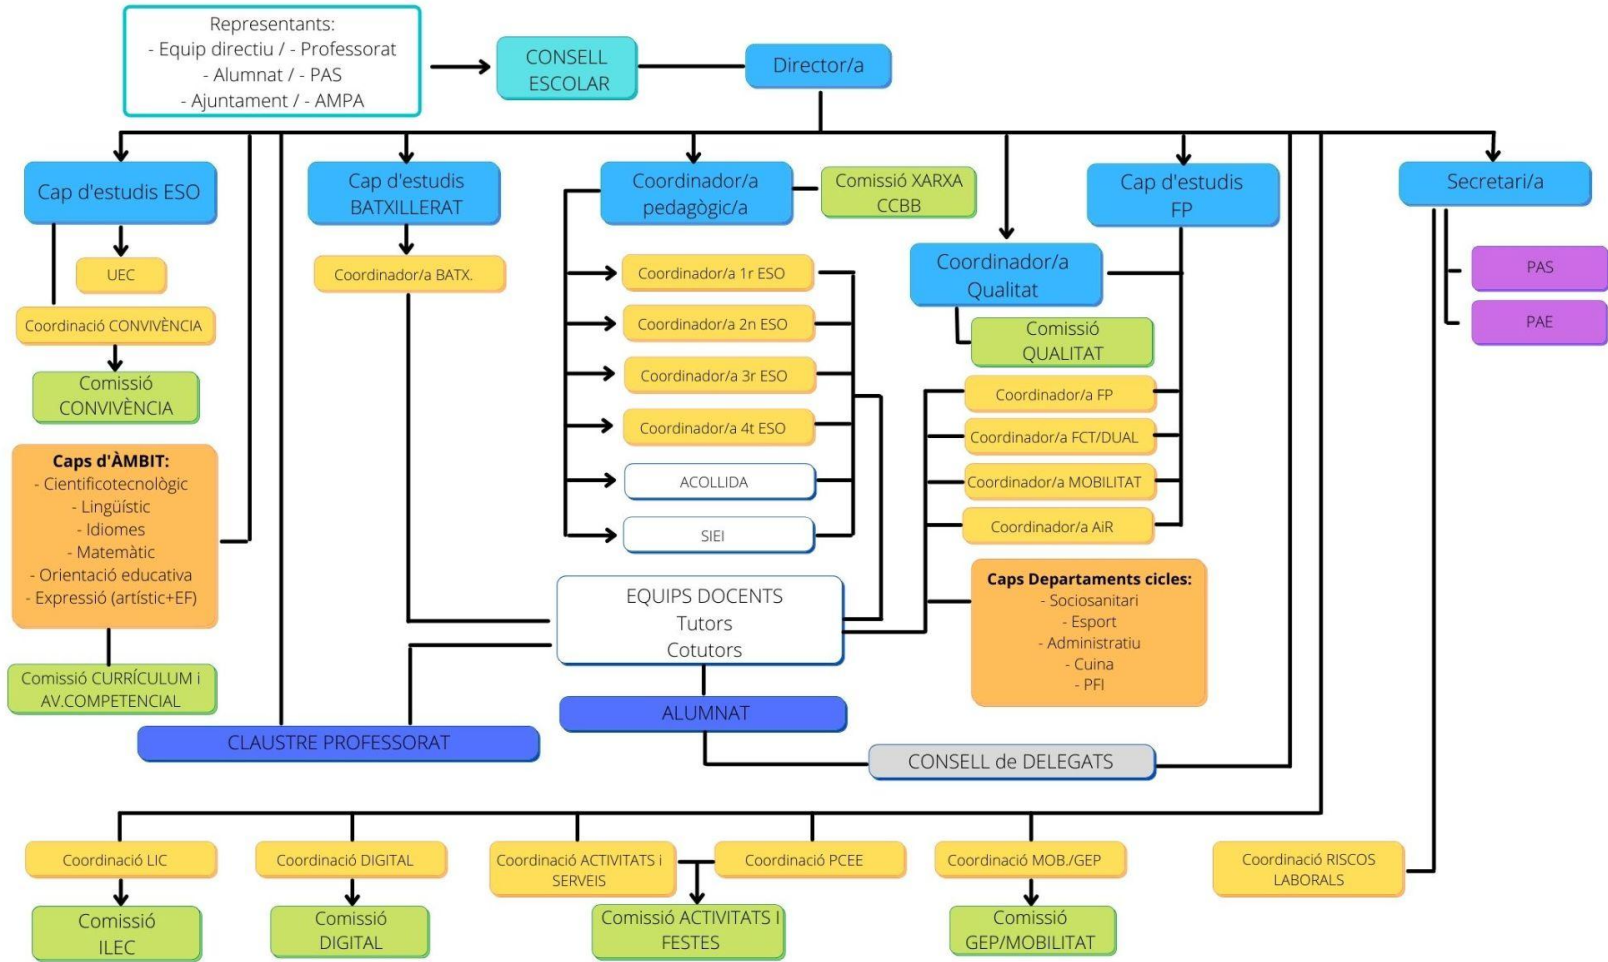 Representants:
- Equip directiu / - Professorat
- Alumnat / - PAS
- Ajuntament / - AMPA
CONSELL
ESCOLAR
Director/a
Cap d'estudis ESO
Cap d'estudis
BATXILLERAT
Coordinador/a
pedagògic/a
Comissió XARXA
CCBB
Cap d'estudis
FP
Secretari/a
UEC
Coordinació CONVIVÈNCIA
Comissió
CONVIVÈNCIA
Coordinador/a BATX.
Coordinador/a 1r ESO
Coordinador/a 2n ESO
Coordinador/a 3r ESO
Coordinador/a 4t ESO
ACOLLIDA
SIEI
Coordinador/a
Qualitat
Comissió
QUALITAT
Coordinador/a FP
Coordinador/a FCT/DUAL
Coordinador/a MOBILITAT
Coordinador/a AiR
PAS
PAE
Caps d'ÀMBIT:
- Cientificotecnològic
- Lingüístic
- Idiomes
- Matemàtic
- Orientació educativa
- Expressió (artístic+EF)
Comissió CURRÍCULUM i
AV.COMPETENCIAL
EQUIPS DOCENTS
Tutors
Cotutors
Caps Departaments cicles:
- Sociosanitari
- Esport
- Administratiu
- Cuina
- PFI
ALUMNAT
CLAUSTRE PROFESSORAT
CONSELL de DELEGATS
Coordinació LIC
Coordinació DIGITAL
Coordinació ACTIVITATS i
SERVEIS
Coordinació PCEE
Coordinació MOB./GEP
Coordinació RISCOS
LABORALS
Comissió
ILEC
Comissió
DIGITAL
Comissió ACTIVITATS I
FESTES
Comissió
GEP/MOBILITAT